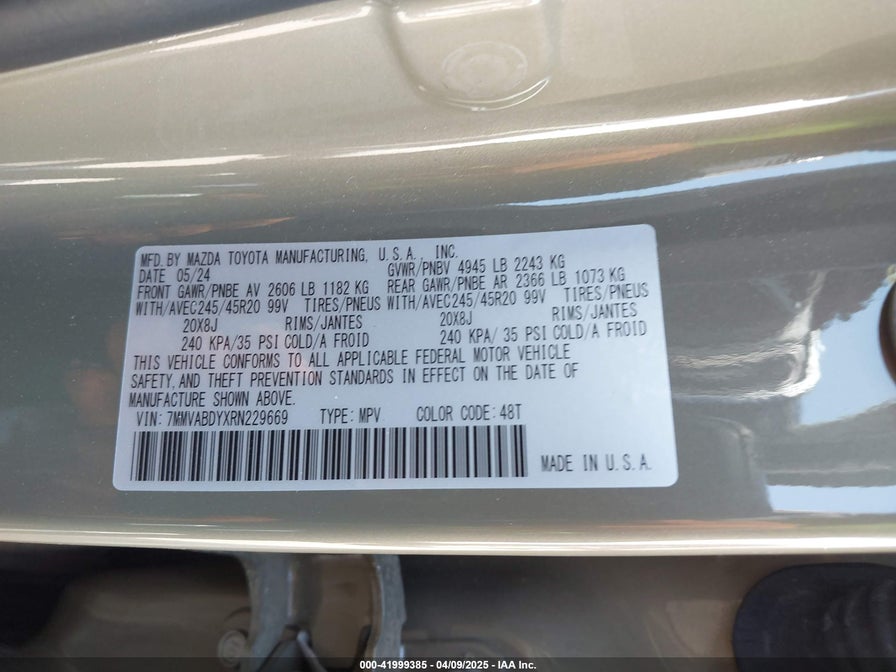 MFD. BY MAZDA TOYOTA MANUFACTURING, U.S.A. INC.
DATE 05/24 GVWR/PNBV 4945 LB 2243 KG
FRONT GAWR/PNBE AV 2606 LB 1182 KG REAR GAWR/PNBE AR 2366 LB 1073 KG
WITH/AVEC245/45R20 99V TIRES/PNEUS WITH/AVEC245/45R20 99V TIRES/PNEUS
20X8J RIMS/JANTES 20X8J RIMS/JANTES
240 KPA/35 PSI COLD/A FROID 240 KPA/ 35 PSI COLD/A FROID
THIS VEHICLE CONFORMS TO ALL APPLICABLE FEDERAL MOTOR VEHICLE
SAFETY, AND THEFT PREVENTION STANDARDS IN EFFECT ON THE DATE OF
MANUFACTURE SHOWN ABOVE.
VIN: 7MMVABDYXRN229669 TYPE: MPV COLOR CODE: 48T
MADE IN U.S.A.
000-41999385 - 04/09/2025 - IAA Inc.